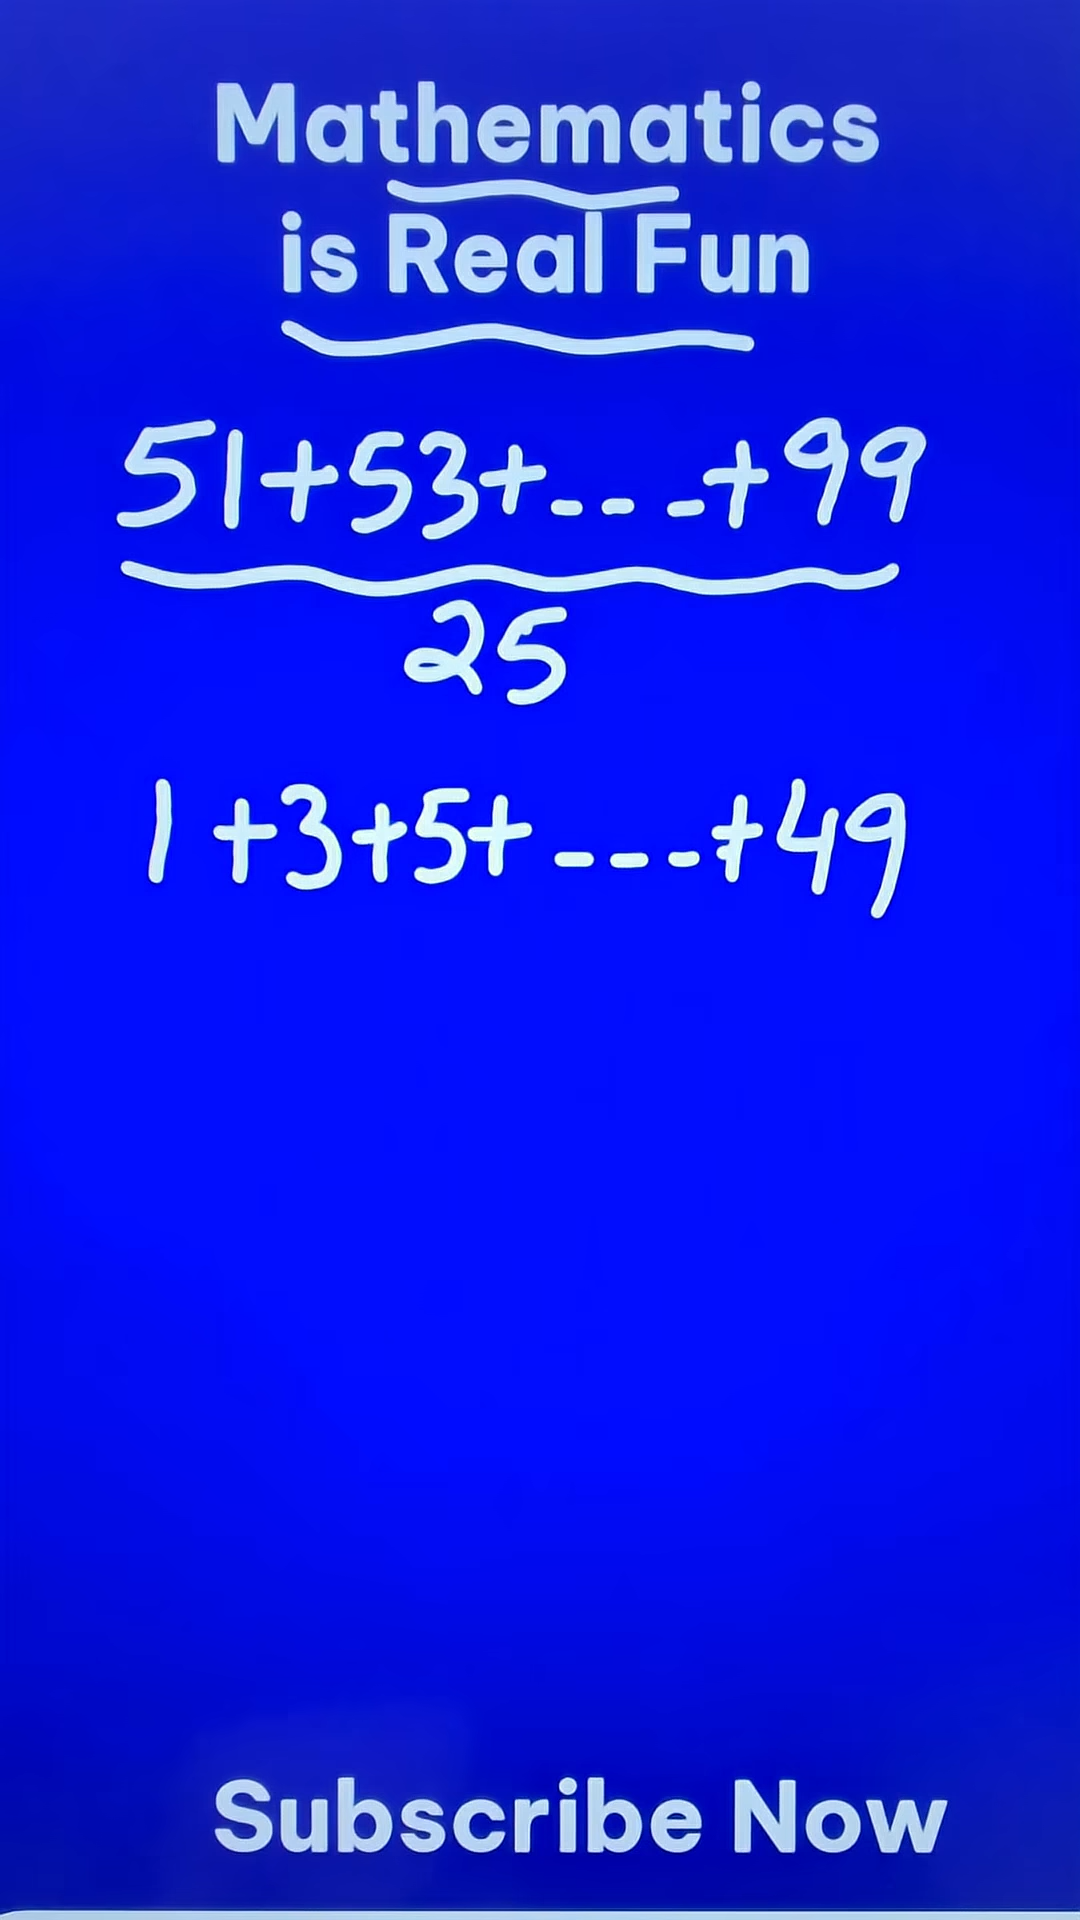 Mathematics
is Real Fun
51+53+-- -+99
25
1+3+5+---+49
Subscribe Now